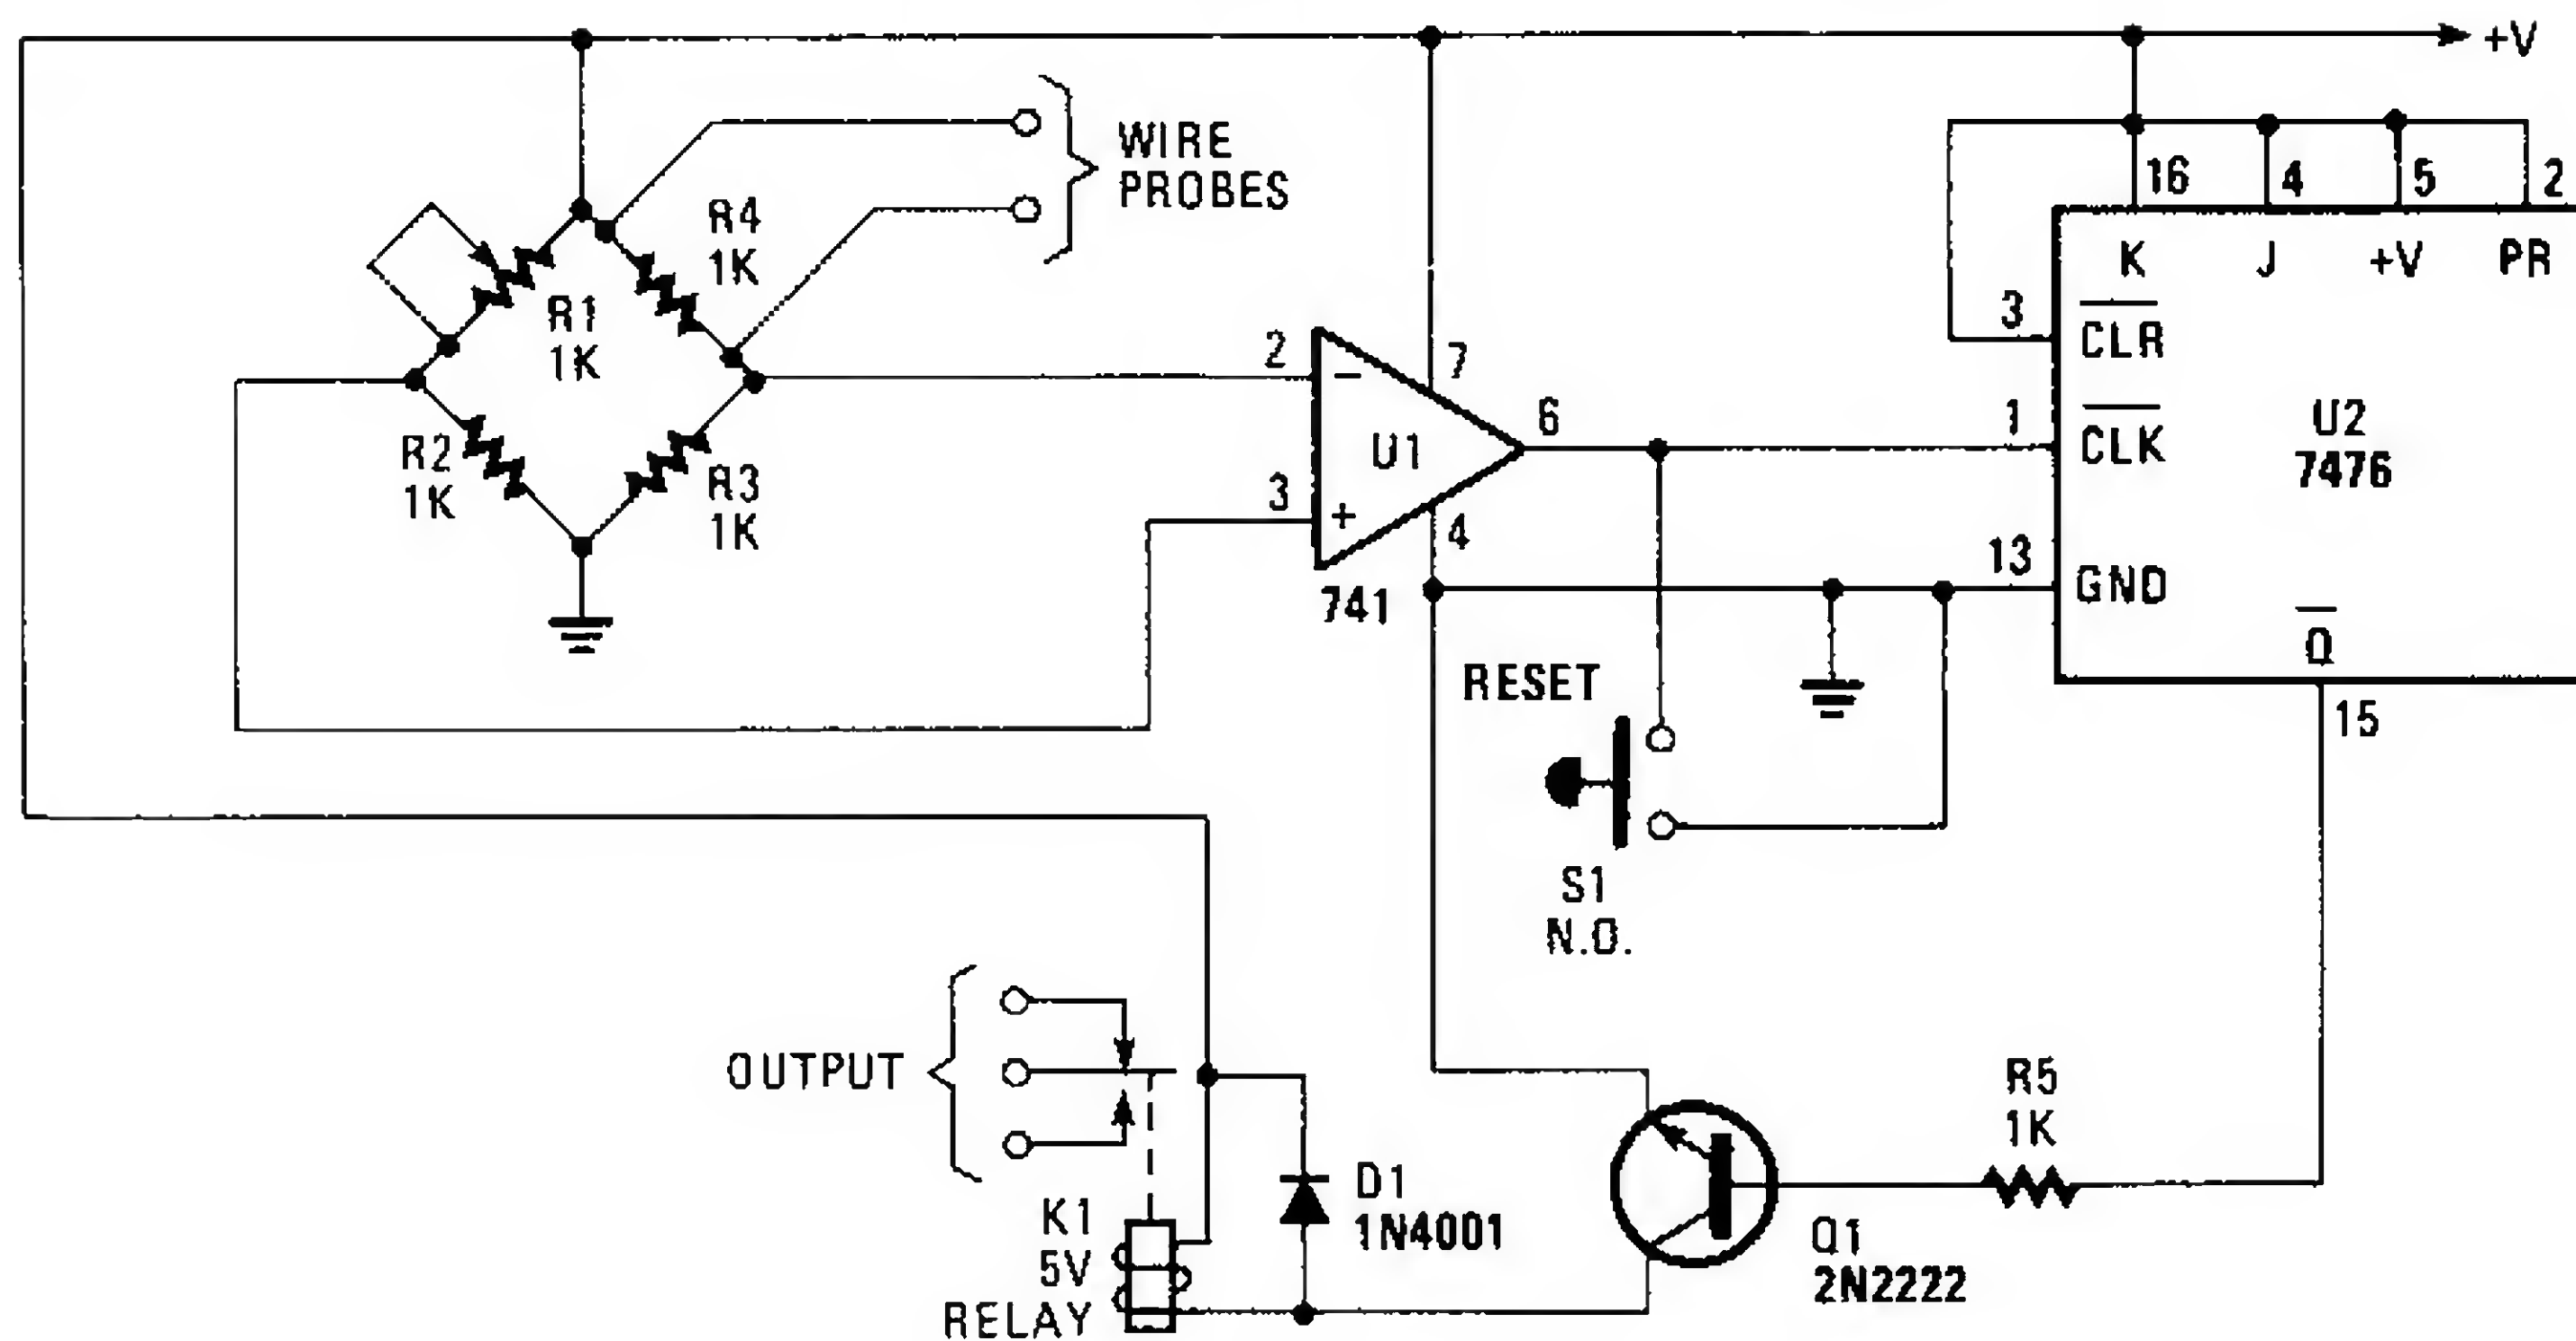 +V
WIRE
PROBES
R4
1K
R1
1K
R2
1K
R3
1K
2
3
7
6
4
−
+
U1
741
16
4
5
2
K
J
+V
PR
3
CLR
1
CLK
13
GND
U2
7476
Q
15
RESET
S1
N.O.
OUTPUT
K1
5V
RELAY
D1
1N4001
Q1
2N2222
R5
1K